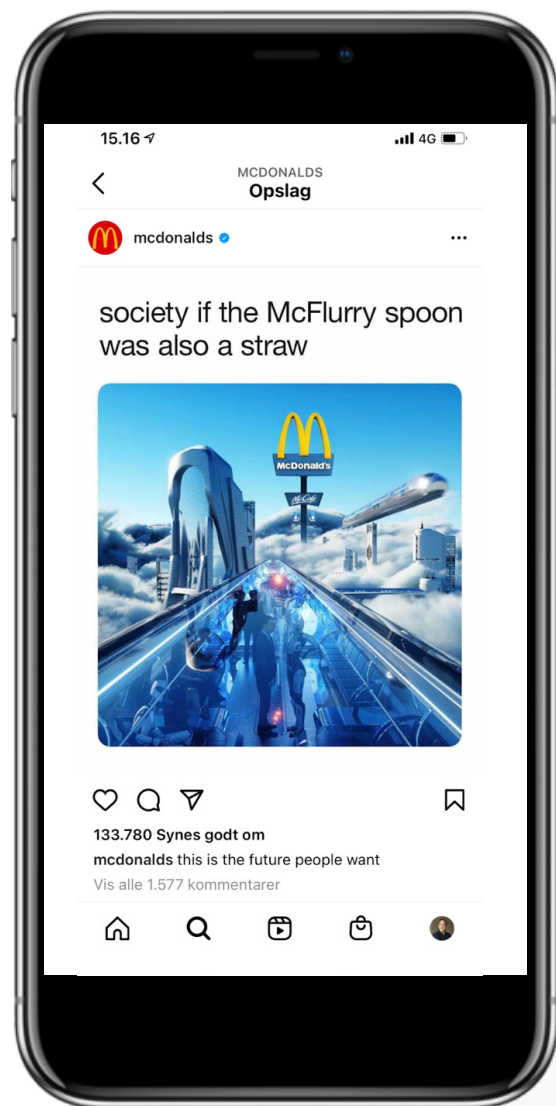 15.16
4G
MCDONALDS
Opslag
mcdonalds
society if the McFlurry spoon
was also a straw
McDonald's
McCafé
133.780 Synes godt om
mcdonalds this is the future people want
Vis alle 1.577 kommentarer